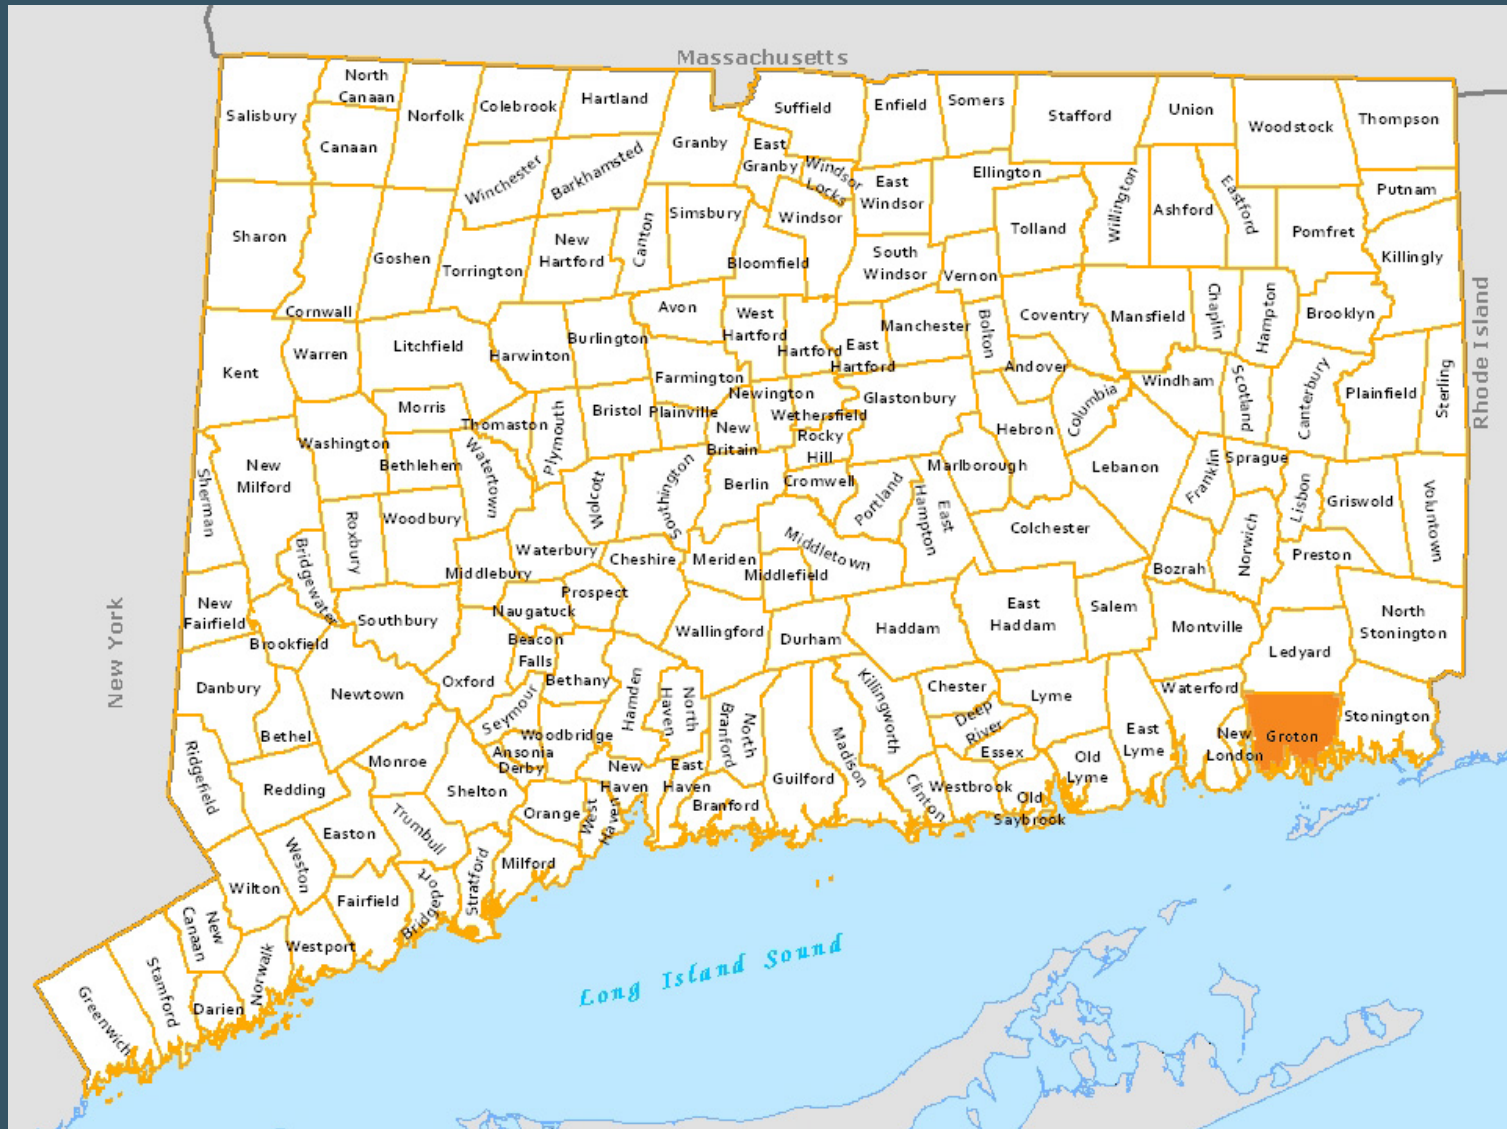 Massachusetts
North
Canaan
Salisbury
Canaan
Norfolk
Colebrook
Hartland
Granby
Suffield
East
Granby
Windsor
Locks
Enfield
Somers
Stafford
Union
Woodstock
Thompson
Winchester
Barkhamsted
Simsbury
Windsor
East
Windsor
Ellington
Tolland
Willington
Ashford
Eastford
Pomfret
Putnam
Killingly
Sharon
Cornwall
Goshen
Torrington
New
Hartford
Canton
Bloomfield
South
Windsor
Vernon
Kent
Warren
Litchfield
Harwinton
Burlington
Avon
West
Hartford
Hartford
East
Hartford
Manchester
Bolton
Coventry
Andover
Mansfield
Chaplin
Hampton
Brooklyn
Rhode Island
Morris
Thomaston
Plymouth
Bristol
Farmington
Plainville
Newington
New
Britain
Wethersfield
Rocky
Hill
Glastonbury
Hebron
Columbia
Windham
Scotland
Canterbury
Plainfield
Sterling
Washington
Bethlehem
Watertown
Wolcott
Southington
Berlin
Cromwell
Portland
East
Hampton
Marlborough
Lebanon
Franklin
Sprague
Lisbon
Griswold
Voluntown
Sherman
New
Milford
Bridgewater
Roxbury
Woodbury
Middlebury
Waterbury
Cheshire
Meriden
Middletown
Middlefield
Colchester
Bozrah
Norwich
Preston
New York
New
Fairfield
Brookfield
Southbury
Naugatuck
Prospect
Beacon
Falls
Wallingford
Durham
Haddam
East
Haddam
Salem
Montville
Ledyard
North
Stonington
Danbury
Newtown
Oxford
Seymour
Bethany
Hamden
North
Haven
North
Branford
Killingworth
Chester
Deep
River
Essex
Lyme
Waterford
Stonington
Ridgefield
Bethel
Redding
Monroe
Shelton
Ansonia
Derby
Woodbridge
New
Haven
East
Haven
Branford
Guilford
Madison
Clinton
Westbrook
Old
Saybrook
Old
Lyme
East
Lyme
New
London
Groton
Easton
Weston
Wilton
Trumbull
Orange
West
Haven
Milford
Stratford
Bridgeport
Fairfield
Westport
Norwalk
New
Canaan
Darien
Stamford
Greenwich
Long Island Sound